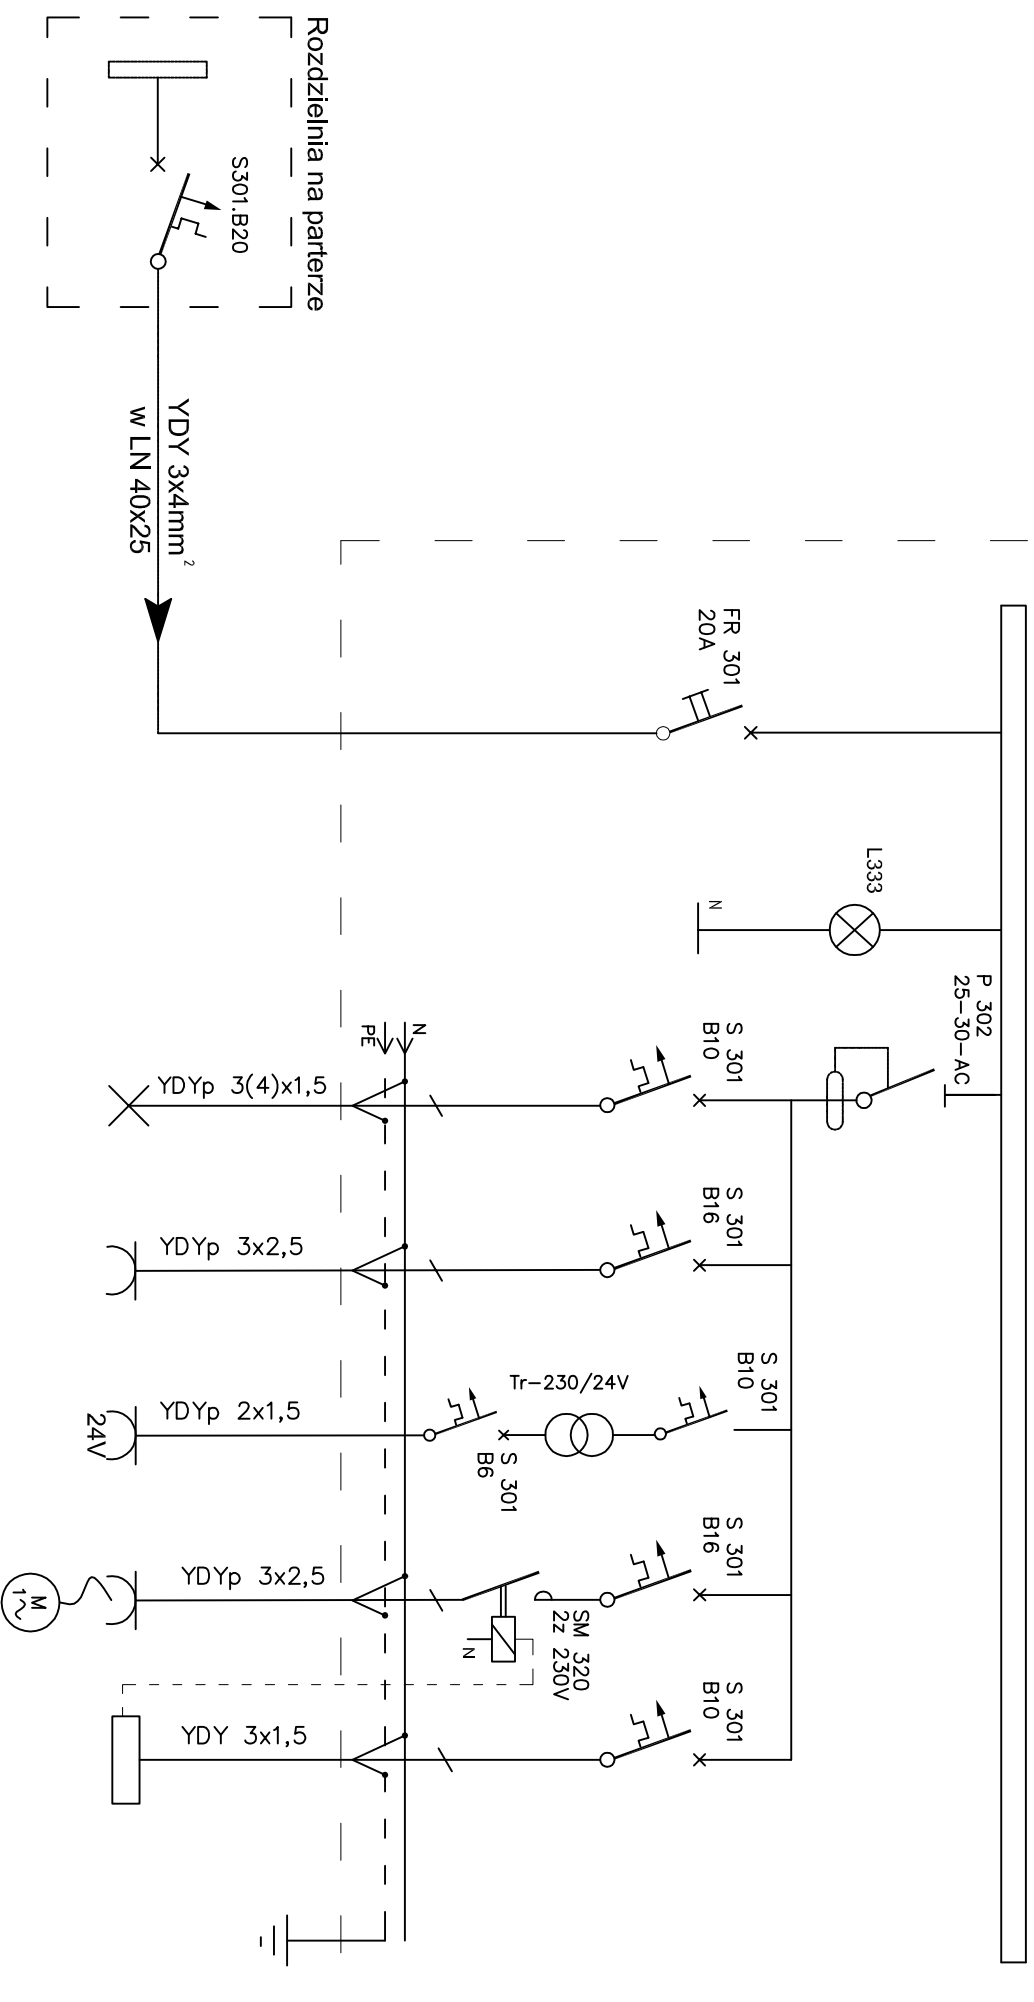 Rozdzielnia na parterze
S301.B20
YDY 3x4mm²
w LN 40x25
FR 301
20A
L333
N
P 302
25-30-AC
N
PE
S 301
B10
YDYp 3(4)x1,5
S 301
B16
YDYp 3x2,5
S 301
B10
Tr-230/24V
S 301
B6
YDYp 2x1,5
24V
S 301
B16
SM 320
2z 230V
N
YDYp 3x2,5
M
1~
S 301
B10
YDY 3x1,5